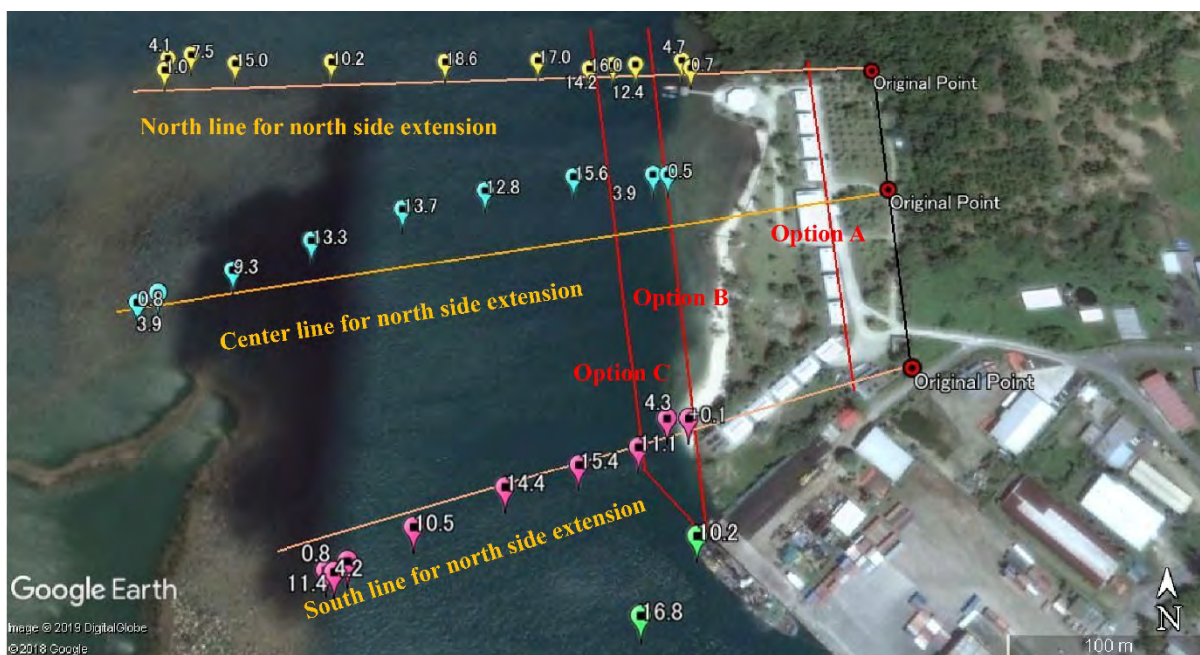 4.1
7.5
1.0
15.0
10.2
18.6
17.0
14.2
16.0
12.4
4.7
0.7
Original Point
North line for north side extension
15.6
3.9
0.5
12.8
13.7
13.3
9.3
0.8
3.9
Original Point
Option A
Center line for north side extension
Option B
Option C
Original Point
4.3
+0.1
11.1
15.4
14.4
10.5
0.8
4.2
11.4
South line for north side extension
10.2
16.8
Google Earth
Image © 2019 DigitalGlobe
© 2018 Google
N
100 m